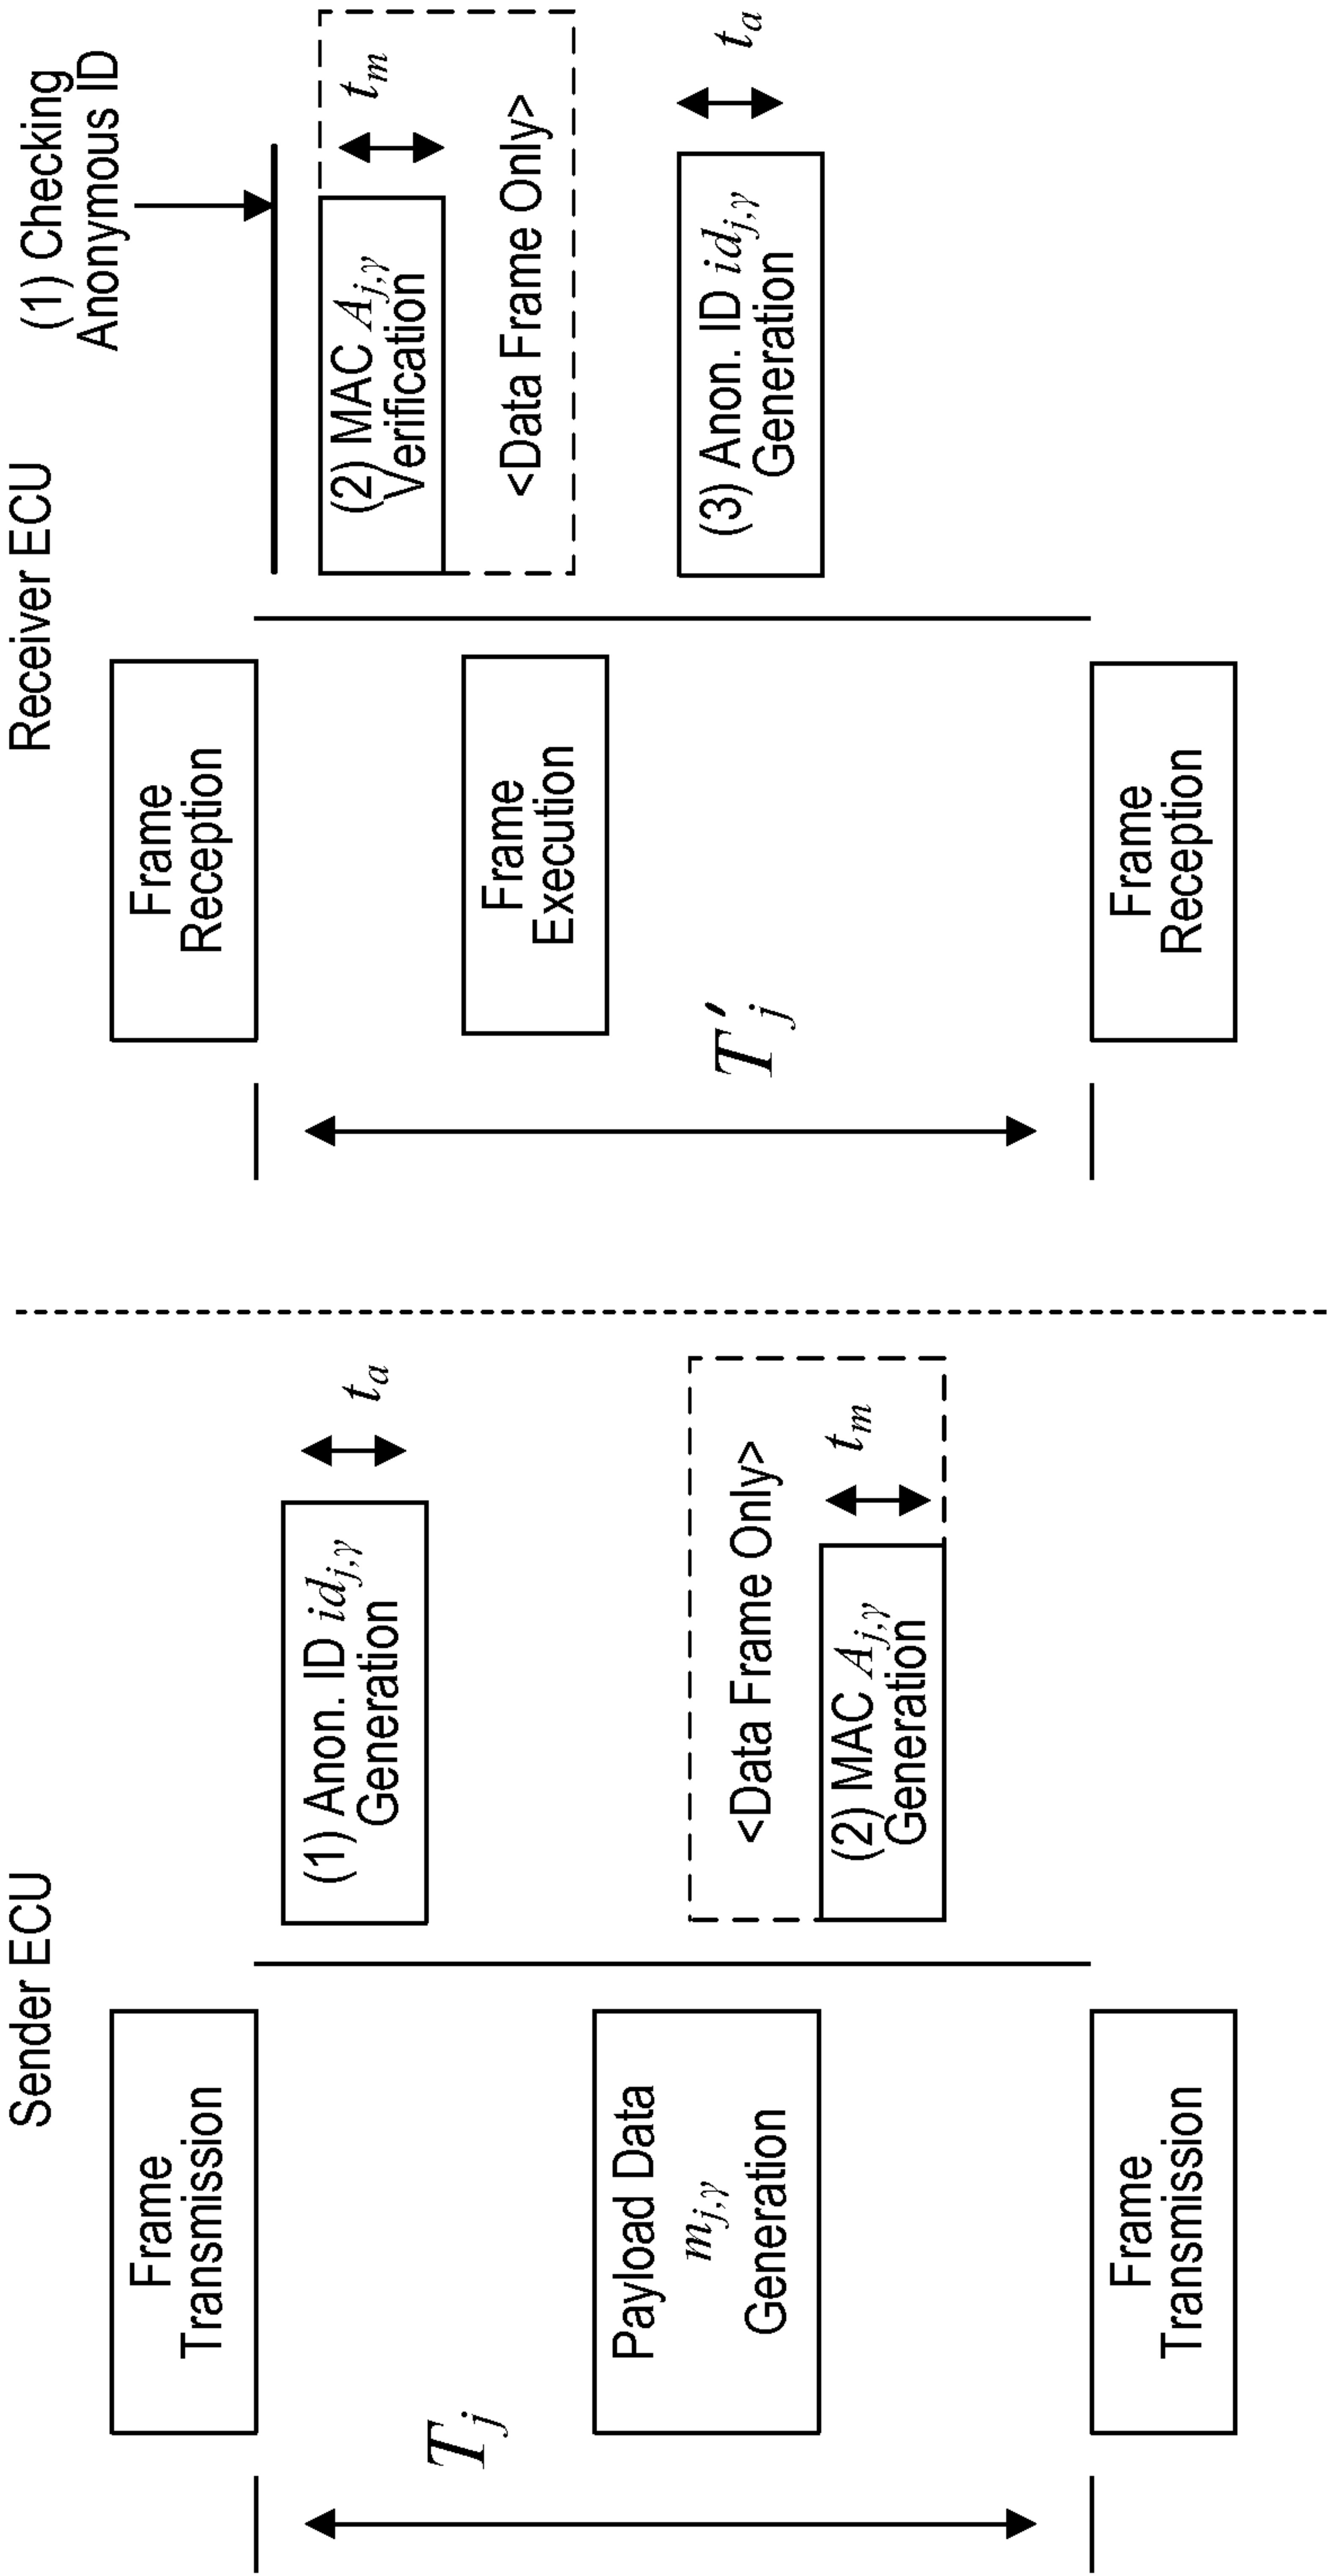 Sender ECU
Frame
Transmission
(1) Anon. ID id_{j,γ}
Generation
t_a
T_j
Payload Data
m_{j,γ}
Generation
<Data Frame Only>
(2) MAC A_{j,γ}
Generation
t_m
Frame
Transmission
Receiver ECU
(1) Checking
Anonymous ID
Frame
Reception
(2) MAC A_{j,γ}
Verification
t_m
<Data Frame Only>
Frame
Execution
T'_j
(3) Anon. ID id_{j,γ}
Generation
t_a
Frame
Reception